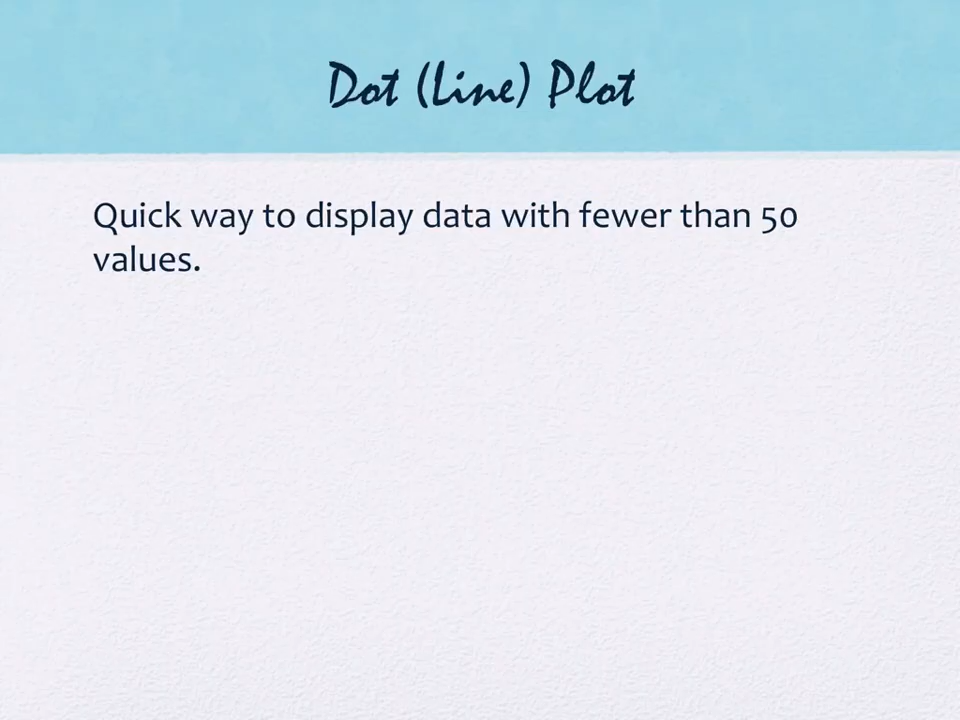 Dot (Line) Plot
Quick way to display data with fewer than 50
values.